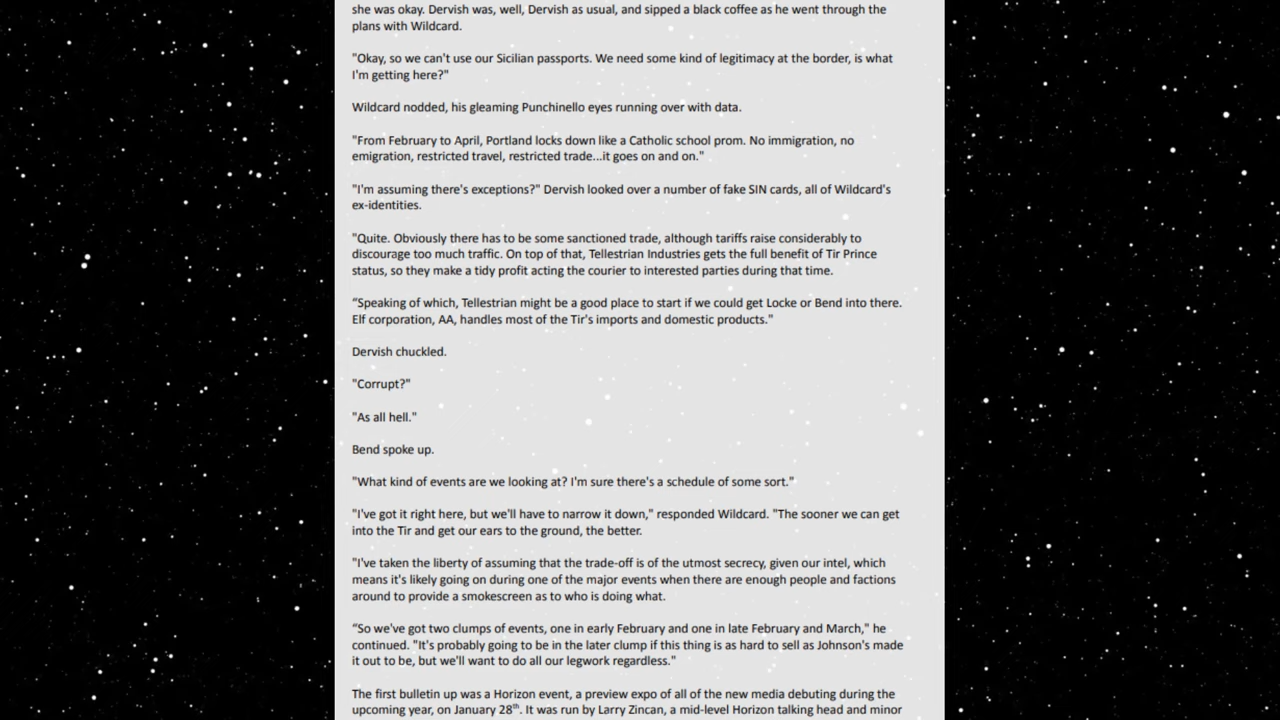 she was okay. Dervish was, well, Dervish as usual, and sipped a black coffee as he went through the
plans with Wildcard.
"Okay, so we can't use our Sicilian passports. We need some kind of legitimacy at the border, is what
I'm getting here?"
Wildcard nodded, his gleaming Punchinello eyes running over with data.
"From February to April, Portland locks down like a Catholic school prom. No immigration, no
emigration, restricted travel, restricted trade...it goes on and on."
"I'm assuming there's exceptions?" Dervish looked over a number of fake SIN cards, all of Wildcard's
ex-identities.
"Quite. Obviously there has to be some sanctioned trade, although tariffs raise considerably to
discourage too much traffic. On top of that, Tellestrian Industries gets the full benefit of Tir Prince
status, so they make a tidy profit acting the courier to interested parties during that time.
“Speaking of which, Tellestrian might be a good place to start if we could get Locke or Bend into there.
Elf corporation, AA, handles most of the Tir's imports and domestic products."
Dervish chuckled.
"Corrupt?"
"As all hell."
Bend spoke up.
"What kind of events are we looking at? I'm sure there's a schedule of some sort."
"I've got it right here, but we'll have to narrow it down," responded Wildcard. "The sooner we can get
into the Tir and get our ears to the ground, the better.
"I've taken the liberty of assuming that the trade-off is of the utmost secrecy, given our intel, which
means it's likely going on during one of the major events when there are enough people and factions
around to provide a smokescreen as to who is doing what.
“So we've got two clumps of events, one in early February and one in late February and March," he
continued. "It's probably going to be in the later clump if this thing is as hard to sell as Johnson's made
it out to be, but we'll want to do all our legwork regardless."
The first bulletin up was a Horizon event, a preview expo of all of the new media debuting during the
upcoming year, on January 28th. It was run by Larry Zincan, a mid-level Horizon talking head and minor